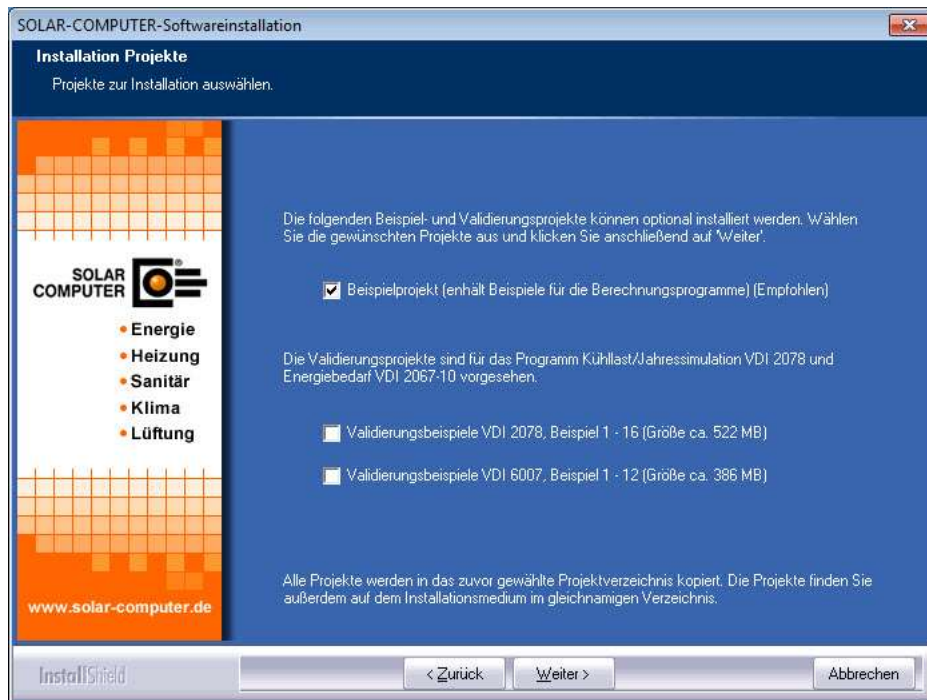 SOLAR-COMPUTER-Softwareinstallation
Installation Projekte
Projekte zur Installation auswählen.
SOLAR
COMPUTER
®
• Energie
• Heizung
• Sanitär
• Klima
• Lüftung
www.solar-computer.de
Die folgenden Beispiel- und Validierungsprojekte können optional installiert werden. Wählen
Sie die gewünschten Projekte aus und klicken Sie anschließend auf 'Weiter'.
Beispielprojekt (enhält Beispiele für die Berechnungsprogramme) (Empfohlen)
Die Validierungsprojekte sind für das Programm Kühllast/Jahressimulation VDI 2078 und
Energiebedarf VDI 2067-10 vorgesehen.
Validierungsbeispiele VDI 2078, Beispiel 1 - 16 (Größe ca. 522 MB)
Validierungsbeispiele VDI 6007, Beispiel 1 - 12 (Größe ca. 386 MB)
Alle Projekte werden in das zuvor gewählte Projektverzeichnis kopiert. Die Projekte finden Sie
außerdem auf dem Installationsmedium im gleichnamigen Verzeichnis.
InstallShield
< Zurück
Weiter >
Abbrechen